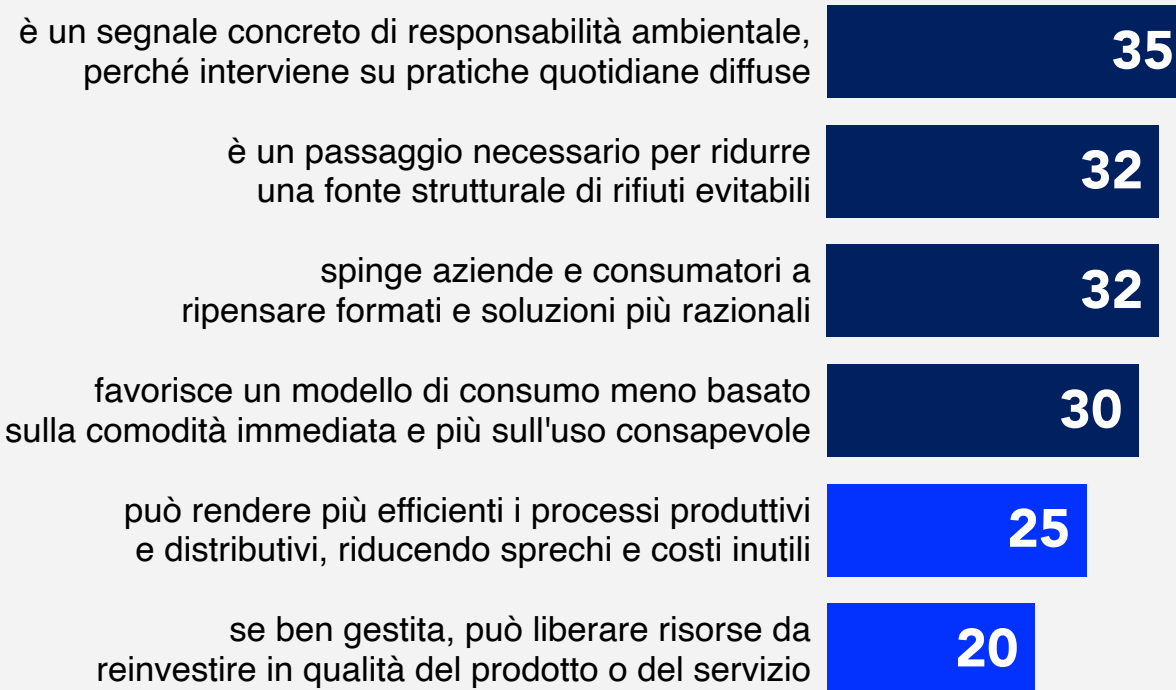 è un segnale concreto di responsabilità ambientale,
perché interviene su pratiche quotidiane diffuse
35
è un passaggio necessario per ridurre
una fonte strutturale di rifiuti evitabili
32
spinge aziende e consumatori a
ripensare formati e soluzioni più razionali
32
favorisce un modello di consumo meno basato
sulla comodità immediata e più sull'uso consapevole
30
può rendere più efficienti i processi produttivi
e distributivi, riducendo sprechi e costi inutili
25
se ben gestita, può liberare risorse da
reinvestire in qualità del prodotto o del servizio
20